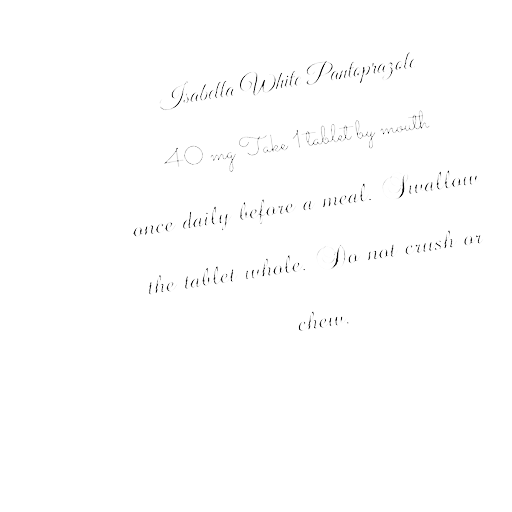 Isabella White Pantoprazole
40 mg Take 1 tablet by mouth
once daily before a meal. Swallow
the tablet whole. Do not crush or
chew.